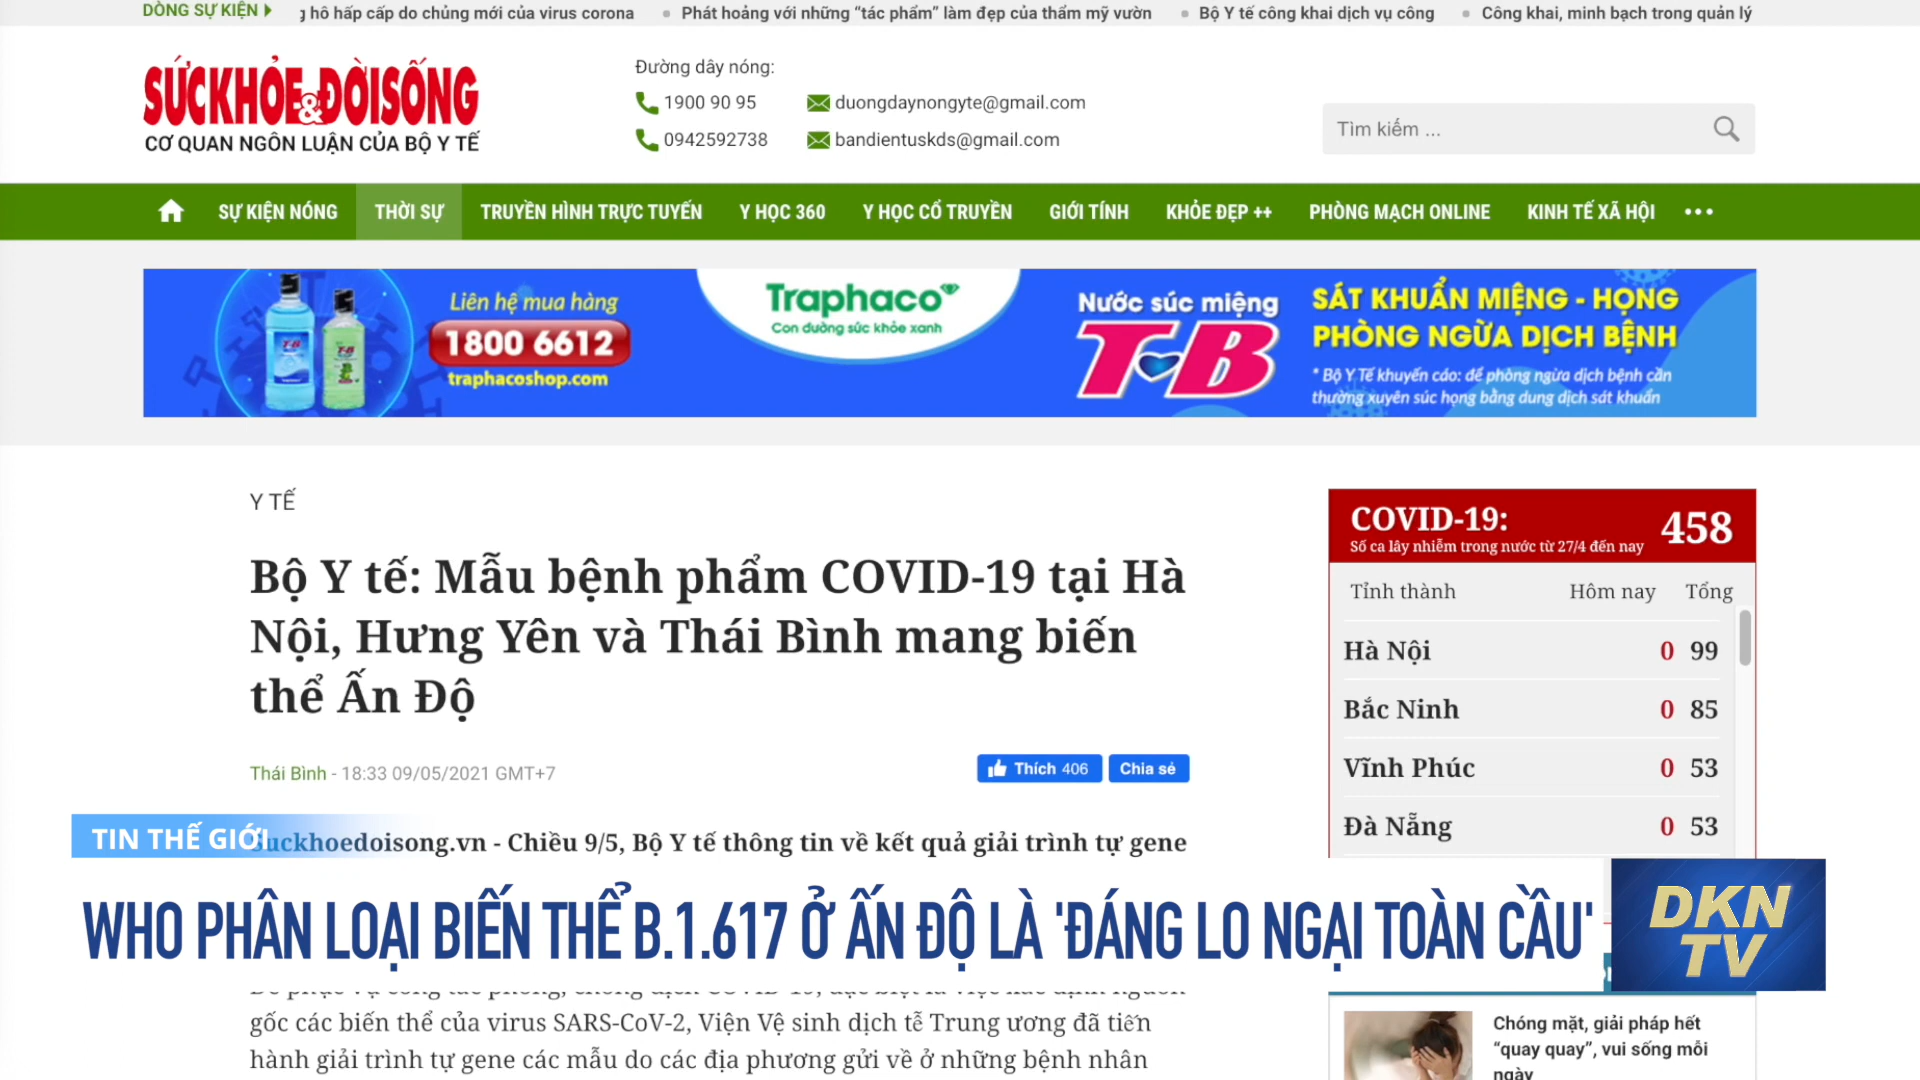 DÒNG SỰ KIỆN
hô hấp cấp do chủng mới của virus corona
Phát hoảng với những “tác phẩm” làm đẹp của thẩm mỹ vườn
Bộ Y tế công khai dịch vụ công
Công khai, minh bạch trong quản lý
SỨCKHỎE&ĐỜISỐNG
CƠ QUAN NGÔN LUẬN CỦA BỘ Y TẾ
Đường dây nóng:
1900 90 95
duongdaynongyte@gmail.com
0942592738
bandientuskds@gmail.com
Tìm kiếm ...
SỰ KIỆN NÓNG THỜI SỰ TRUYỀN HÌNH TRỰC TUYẾN Y HỌC 360 Y HỌC CỔ TRUYỀN GIỚI TÍNH KHỎE ĐẸP ++ PHÒNG MẠCH ONLINE KINH TẾ XÃ HỘI
Liên hệ mua hàng
1800 6612
traphacoshop.com
Traphaco
Con đường sức khỏe xanh
Nước súc miệng
T-B
SÁT KHUẨN MIỆNG - HỌNG
PHÒNG NGỪA DỊCH BỆNH
* Bộ Y Tế khuyến cáo: để phòng ngừa dịch bệnh cần
thường xuyên súc họng bằng dung dịch sát khuẩn
Y TẾ
Bộ Y tế: Mẫu bệnh phẩm COVID-19 tại Hà
Nội, Hưng Yên và Thái Bình mang biến
thể Ấn Độ
Thái Bình - 18:33 09/05/2021 GMT+7
Thích 406
Chia sẻ
Suckhoedoisong.vn - Chiều 9/5, Bộ Y tế thông tin về kết quả giải trình tự gene
COVID-19:
Số ca lây nhiễm trong nước từ 27/4 đến nay
458
Tỉnh thành Hôm nay Tổng
Hà Nội 0 99
Bắc Ninh 0 85
Vĩnh Phúc 0 53
Đà Nẵng 0 53
TIN THẾ GIỚI
WHO PHÂN LOẠI BIẾN THỂ B.1.617 Ở ẤN ĐỘ LÀ 'ĐÁNG LO NGẠI TOÀN CẦU'
DKN
TV
gốc các biến thể của virus SARS-CoV-2, Viện Vệ sinh dịch tễ Trung ương đã tiến
hành giải trình tự gene các mẫu do các địa phương gửi về ở những bệnh nhân
Chóng mặt, giải pháp hết
“quay quay”, vui sống mỗi
ngày